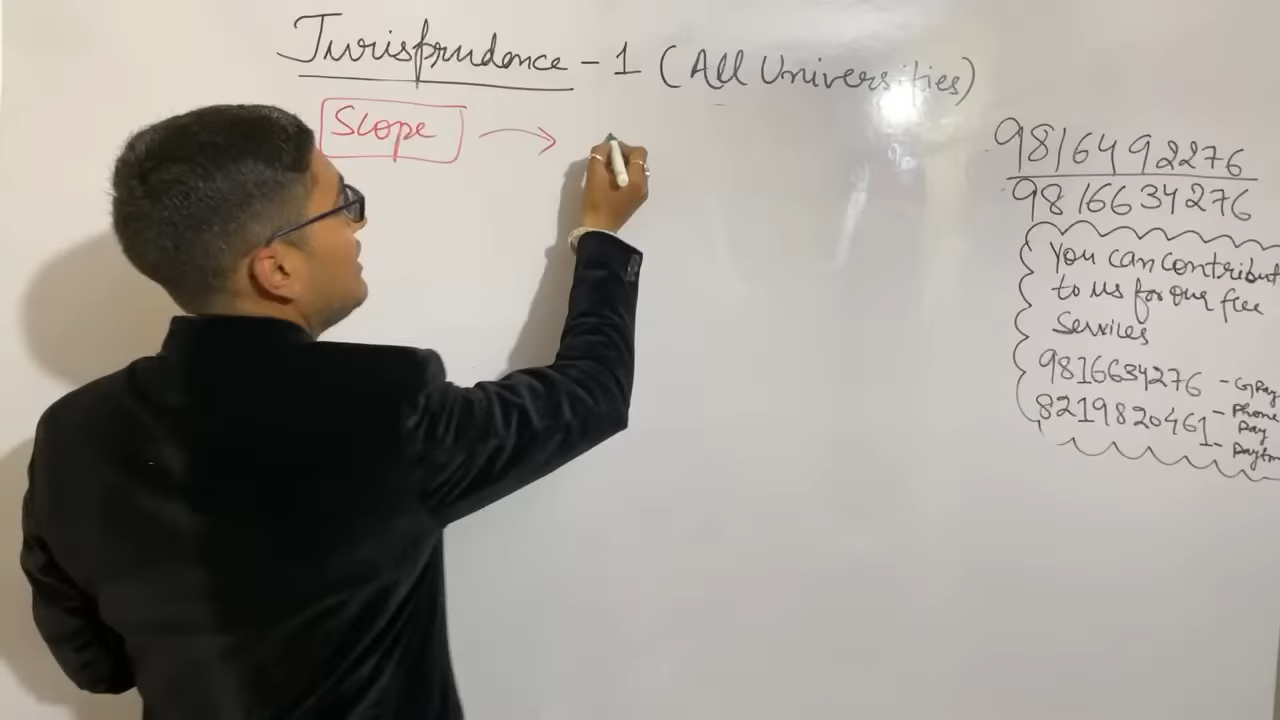 Jurisprudence - 1 (All Universities)
Scope
9816492276
9816634276
You can contribut
to us for our free
Services
9816634276 - GPay
8219820461 - Phone
Pay
- Paytm